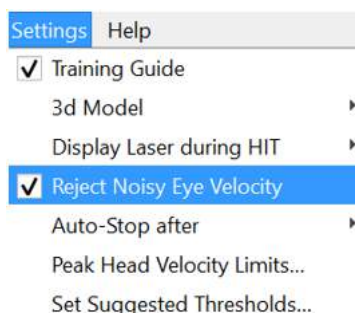 Settings Help
Training Guide
3d Model
Display Laser during HIT
Reject Noisy Eye Velocity
Auto-Stop after
Peak Head Velocity Limits...
Set Suggested Thresholds...